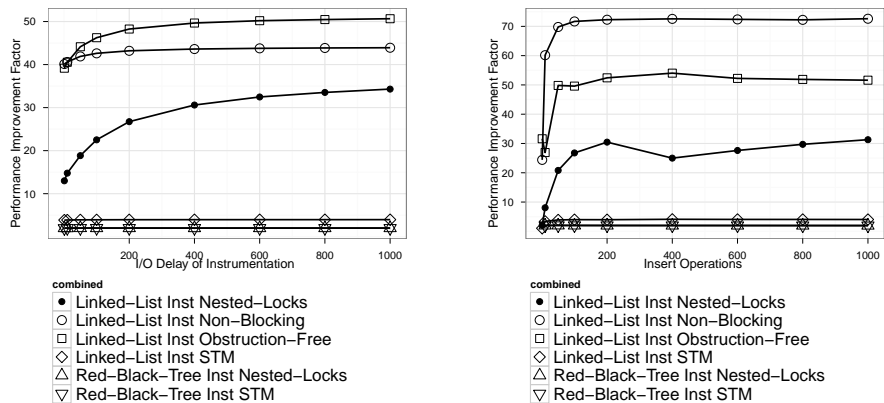 Performance Improvement Factor
50
40
30
20
10
200 400 600 800 1000
I/O Delay of Instrumentation
combined
Linked−List Inst Nested−Locks
Linked−List Inst Non−Blocking
Linked−List Inst Obstruction−Free
Linked−List Inst STM
Red−Black−Tree Inst Nested−Locks
Red−Black−Tree Inst STM
Performance Improvement Factor
70
60
50
40
30
20
10
200 400 600 800 1000
Insert Operations
combined
Linked−List Inst Nested−Locks
Linked−List Inst Non−Blocking
Linked−List Inst Obstruction−Free
Linked−List Inst STM
Red−Black−Tree Inst Nested−Locks
Red−Black−Tree Inst STM